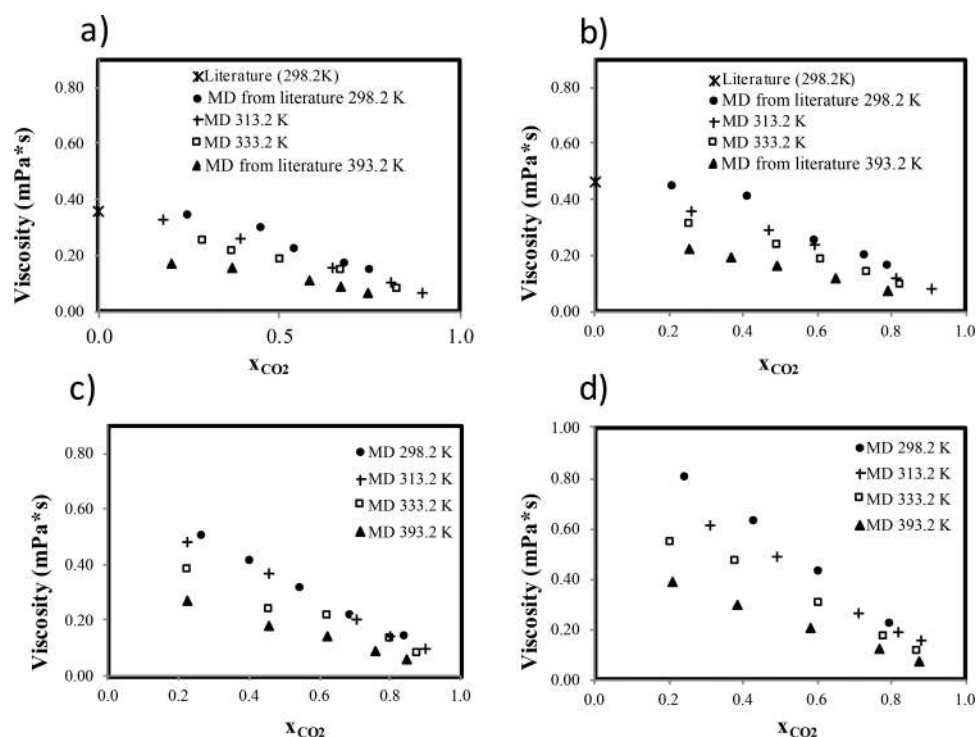 a)
0.80
0.60
0.40
0.20
0.00
Viscosity (mPa*s)
Literature (298.2K)
MD from literature 298.2 K
MD 313.2 K
MD 333.2 K
MD from literature 393.2 K
0.0
0.5
1.0
xCO2
b)
0.80
0.60
0.40
0.20
0.00
Viscosity (mPa*s)
Literature (298.2K)
MD from literature 298.2 K
MD 313.2 K
MD 333.2 K
MD from literature 393.2 K
0.0
0.2
0.4
0.6
0.8
1.0
xCO2
c)
0.80
0.60
0.40
0.20
0.00
Viscosity (mPa*s)
MD 298.2 K
MD 313.2 K
MD 333.2 K
MD 393.2 K
0.0
0.2
0.4
0.6
0.8
1.0
xCO2
d)
1.00
0.80
0.60
0.40
0.20
0.00
Viscosity (mPa*s)
MD 298.2 K
MD 313.2 K
MD 333.2 K
MD 393.2 K
0.0
0.2
0.4
0.6
0.8
1.0
xCO2